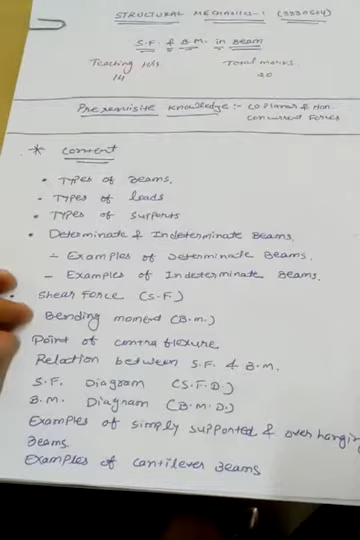 STRUCTURAL MECHANICS-I (3330604)
S.F. & B.M. in Beam
Teaching Hrs Total marks
14 20
Prerequisite Knowledge:- COPlanar & Non
Concurrent Forces
* Content
• Types of Beams.
• Types of loads
• Types of supports
• Determinate & Indeterminate Beams.
- Examples of Determinate Beams.
- Examples of Indeterminate Beams.
• Shear Force (S.F.)
Bending moment (B.M.)
Point of contraflexure
Relation between S.F. & B.M.
S.F. Diagram (S.F.D.)
B.M. Diagram (B.M.D.)
Examples of simply supported & over hanging
Beams.
Examples of cantilever Beams